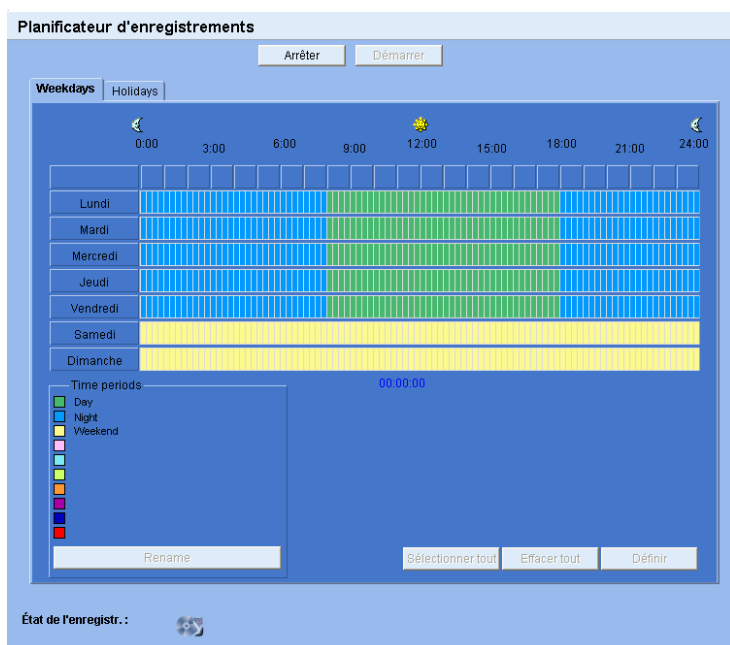 Planificateur d'enregistrements
Arrêter Démarrer
Weekdays Holidays
0:00 3:00 6:00 9:00 12:00 15:00 18:00 21:00 24:00
Lundi
Mardi
Mercredi
Jeudi
Vendredi
Samedi
Dimanche
Time periods 00:00:00
Day
Night
Weekend
Rename Sélectionner tout Effacer tout Définir
État de l'enregistr. :